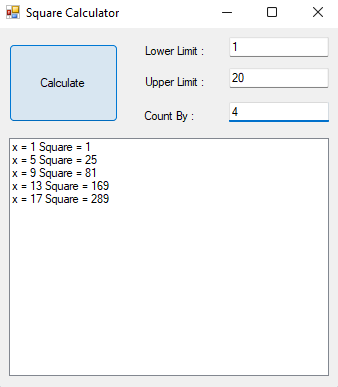 Square Calculator
Calculate
Lower Limit :
1
Upper Limit :
20
Count By :
4
x = 1 Square = 1
x = 5 Square = 25
x = 9 Square = 81
x = 13 Square = 169
x = 17 Square = 289